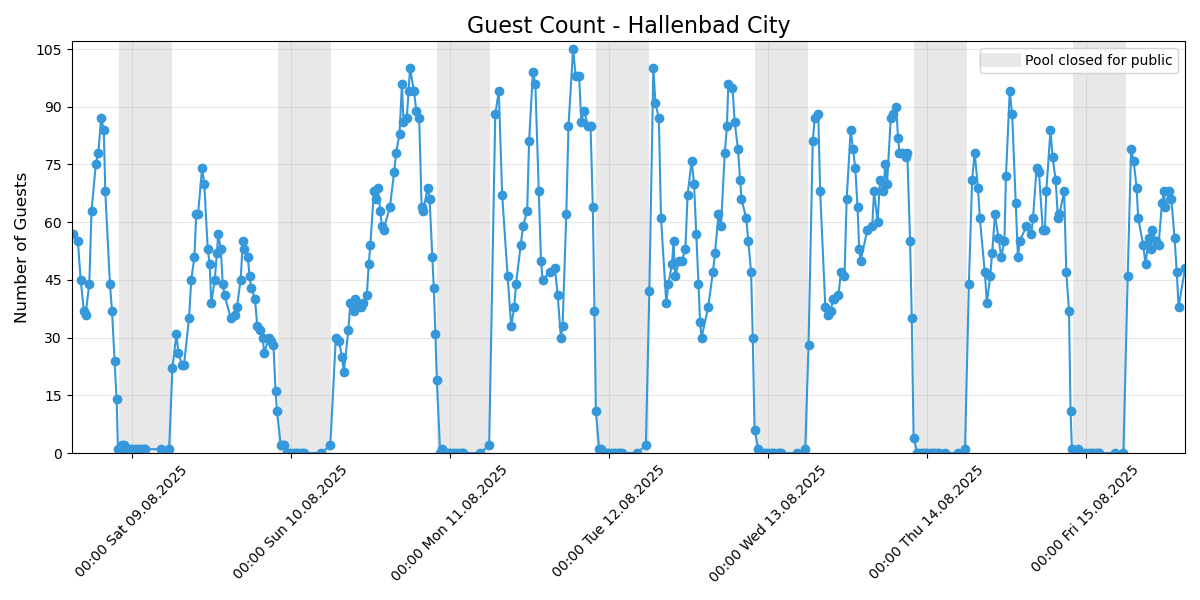 Guest Count - Hallenbad City
Pool closed for public
Number of Guests
105
90
75
60
45
30
15
0
00:00 Sat 09.08.2025
00:00 Sun 10.08.2025
00:00 Mon 11.08.2025
00:00 Tue 12.08.2025
00:00 Wed 13.08.2025
00:00 Thu 14.08.2025
00:00 Fri 15.08.2025